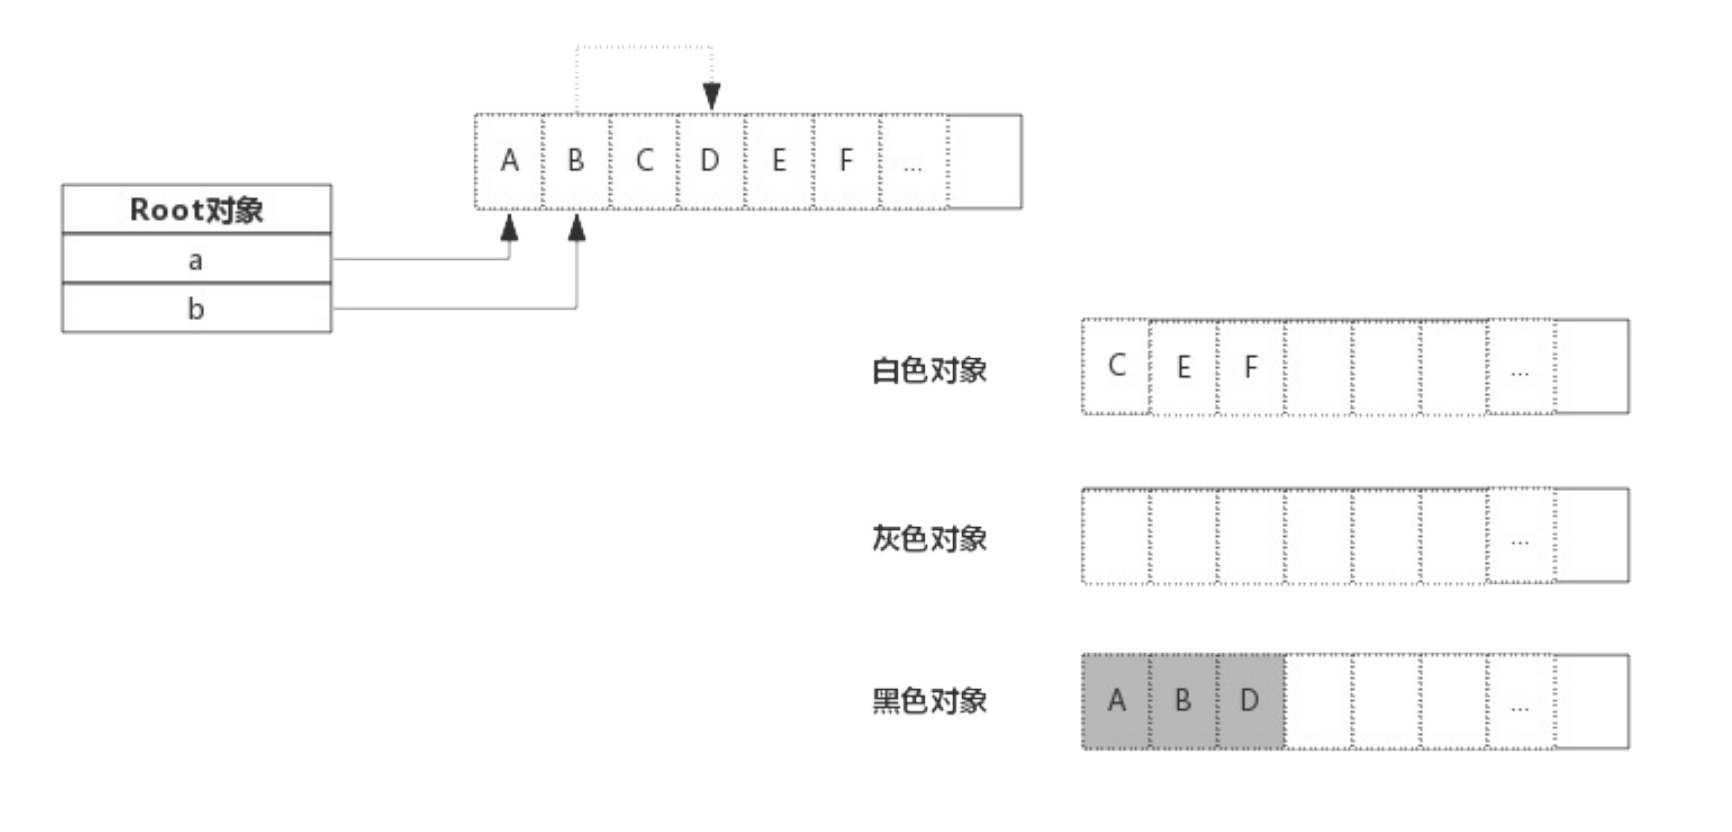 A B C D E F ...
Root对象
a
b
白色对象 C E F ...
灰色对象 ...
黑色对象 A B D ...